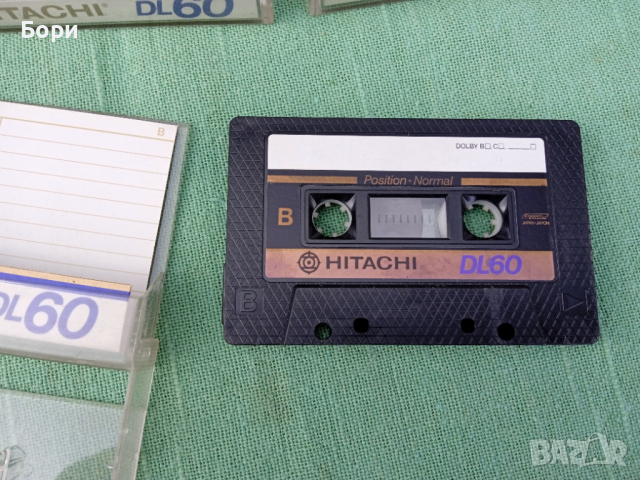 HITACHI DL60
Бори
B
DL60
DOLBY B C
Position·Normal
B
HITACHI DL60
B
BAZAR